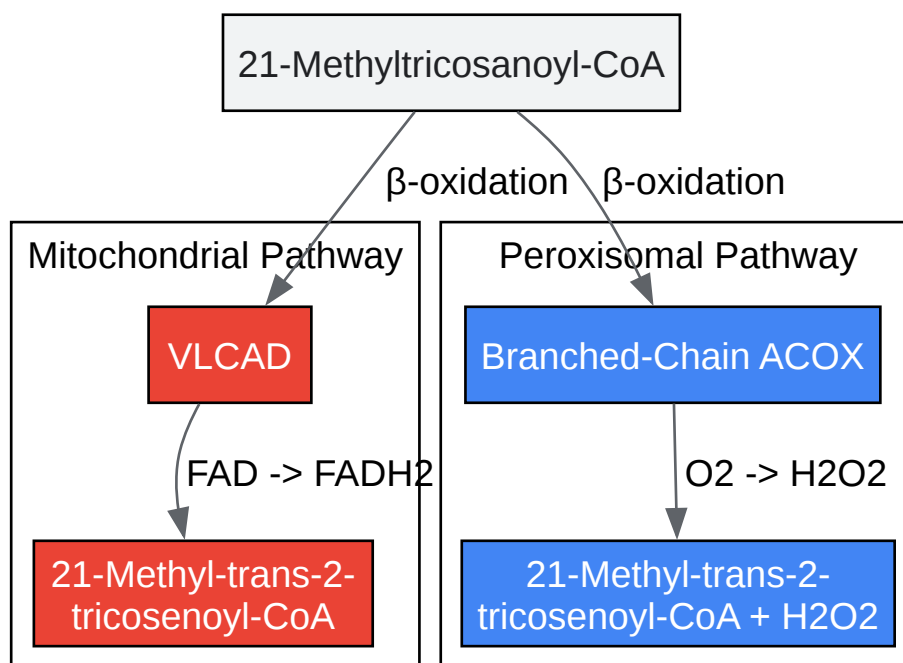 21-Methyltricosanoyl-CoA
β-oxidation
β-oxidation
Mitochondrial Pathway
Peroxisomal Pathway
VLCAD
Branched-Chain ACOX
FAD -> FADH2
O2 -> H2O2
21-Methyl-trans-2-
tricosenoyl-CoA
21-Methyl-trans-2-
tricosenoyl-CoA + H2O2